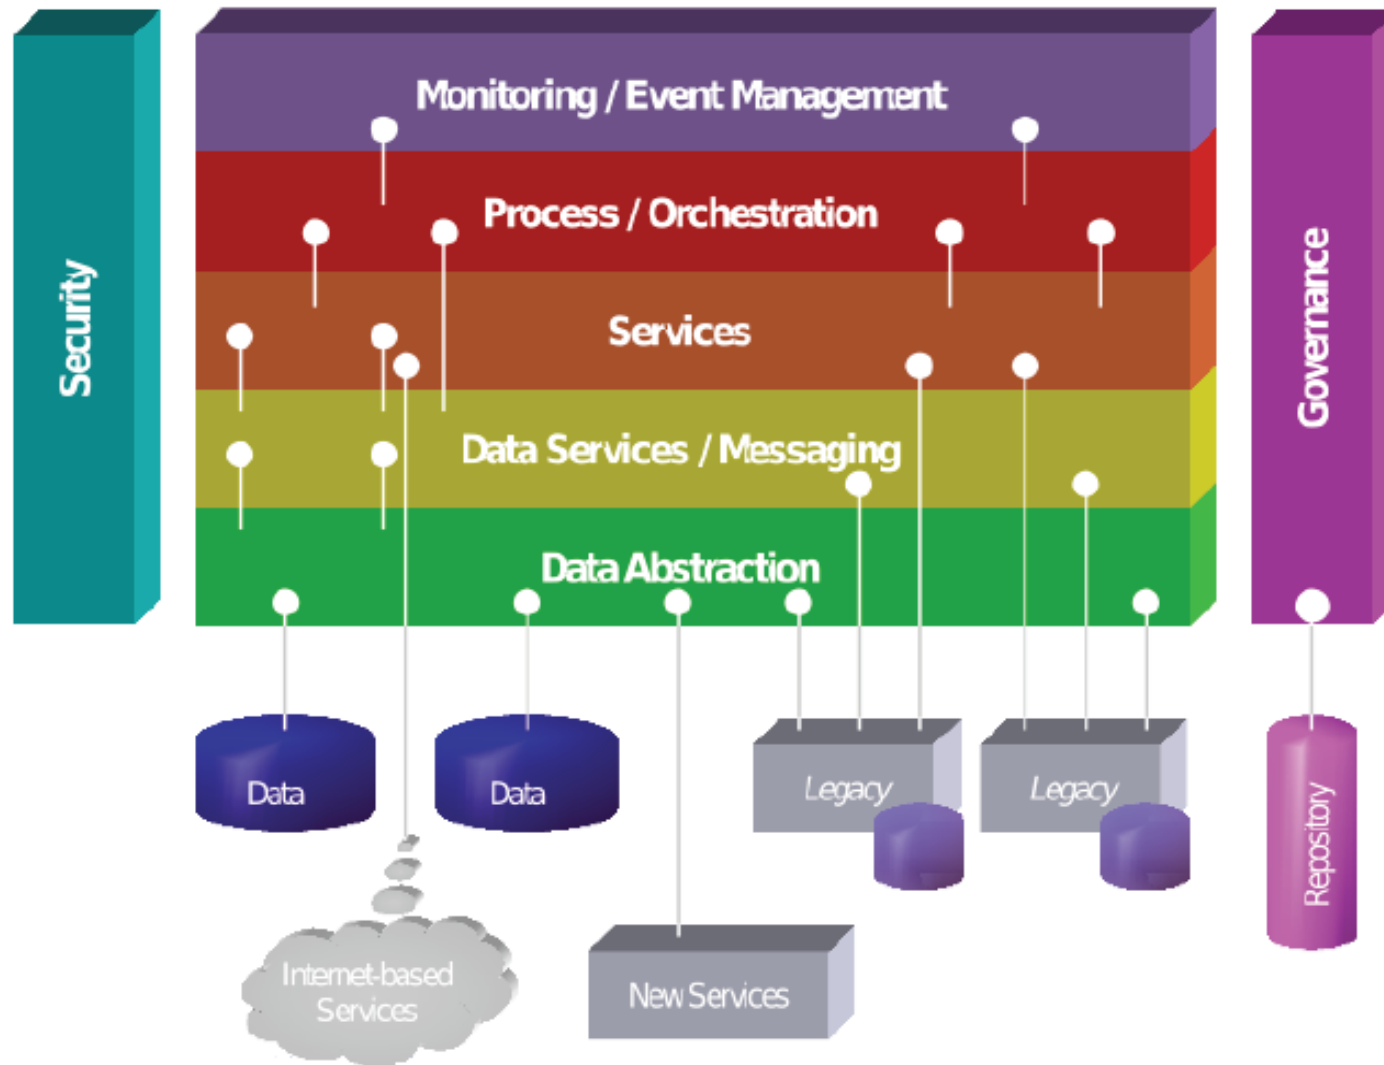 Monitoring / Event Management
Process / Orchestration
Services
Data Services / Messaging
Data Abstraction
Security
Governance
Data
Data
Legacy
Legacy
Repository
Internet-based
Services
New Services